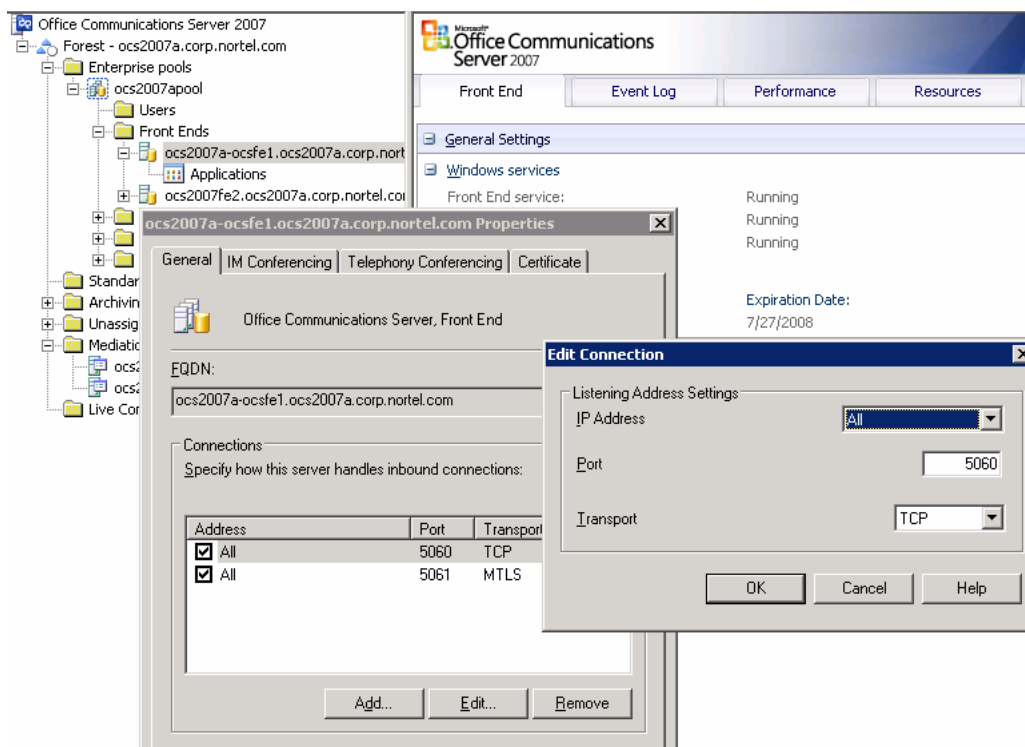 Office Communications Server 2007
Forest - ocs2007a.corp.nortel.com
Enterprise pools
ocs2007apool
Users
Front Ends
ocs2007a-ocsfe1.ocs2007a.corp.nort
Applications
ocs2007fe2.ocs2007a.corp.nortel.co
Standar
Archivin
Unassig
Mediatio
ocs2
ocs2
Live Cor
Microsoft
Office Communications
Server 2007
Front End Event Log Performance Resources
General Settings
Windows services
Front End service: Running
Running
Running
Expiration Date:
7/27/2008
ocs2007a-ocsfe1.ocs2007a.corp.nortel.com Properties
General IM Conferencing Telephony Conferencing Certificate
Office Communications Server, Front End
FQDN:
ocs2007a-ocsfe1.ocs2007a.corp.nortel.com
Connections
Specify how this server handles inbound connections:
Address Port Transport
All 5060 TCP
All 5061 MTLS
Add... Edit... Remove
Edit Connection
Listening Address Settings
IP Address All
Port 5060
Transport TCP
OK Cancel Help